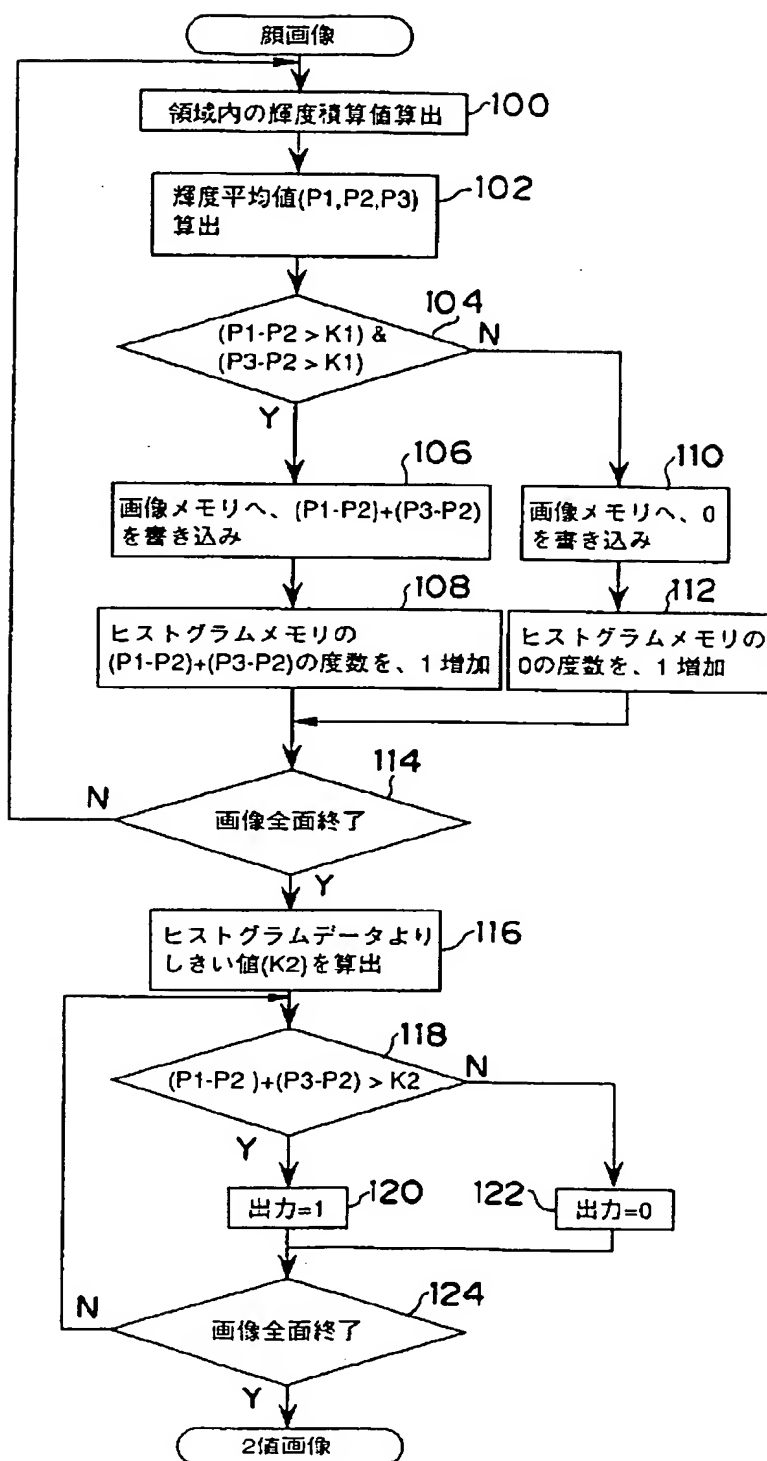 顔画像
領域内の輝度積算値算出
100
輝度平均値(P1,P2,P3)
算出
102
104
(P1-P2 > K1) &
(P3-P2 > K1)
N
Y
106
画像メモリへ、(P1-P2)+(P3-P2)
を書き込み
110
画像メモリへ、0
を書き込み
108
ヒストグラムメモリの
(P1-P2)+(P3-P2)の度数を、1 増加
112
ヒストグラムメモリの
0の度数を、1 増加
114
N
画像全面終了
Y
ヒストグラムデータより
しきい値(K2)を算出
116
118
(P1-P2 )+(P3-P2) > K2
N
Y
出力=1
120
122
出力=0
124
N
画像全面終了
Y
2値画像